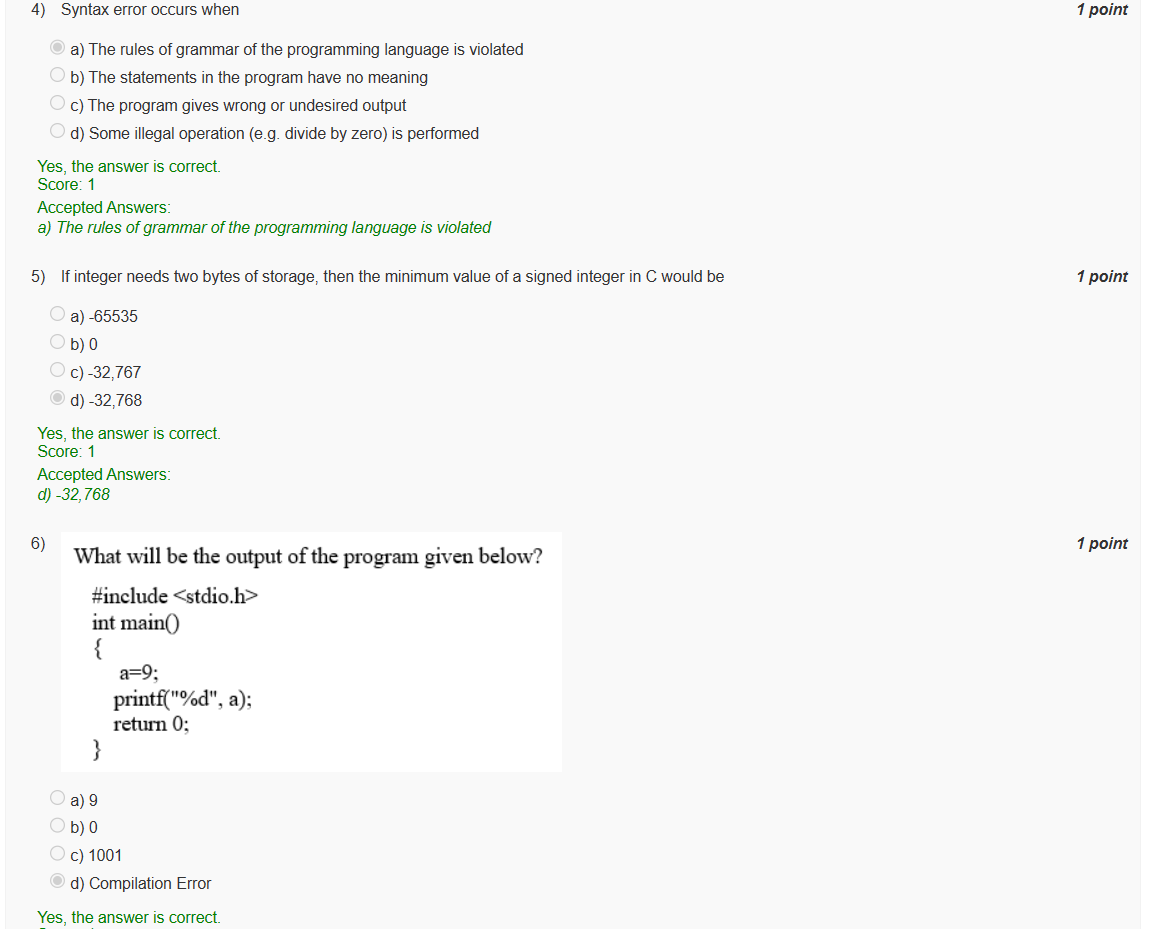 4) Syntax error occurs when 1 point
a) The rules of grammar of the programming language is violated
b) The statements in the program have no meaning
c) The program gives wrong or undesired output
d) Some illegal operation (e.g. divide by zero) is performed
Yes, the answer is correct.
Score: 1
Accepted Answers:
a) The rules of grammar of the programming language is violated
5) If integer needs two bytes of storage, then the minimum value of a signed integer in C would be 1 point
a) -65535
b) 0
c) -32,767
d) -32,768
Yes, the answer is correct.
Score: 1
Accepted Answers:
d) -32,768
6) What will be the output of the program given below? 1 point
#include <stdio.h>
int main()
{
a=9;
printf("%d", a);
return 0;
}
a) 9
b) 0
c) 1001
d) Compilation Error
Yes, the answer is correct.